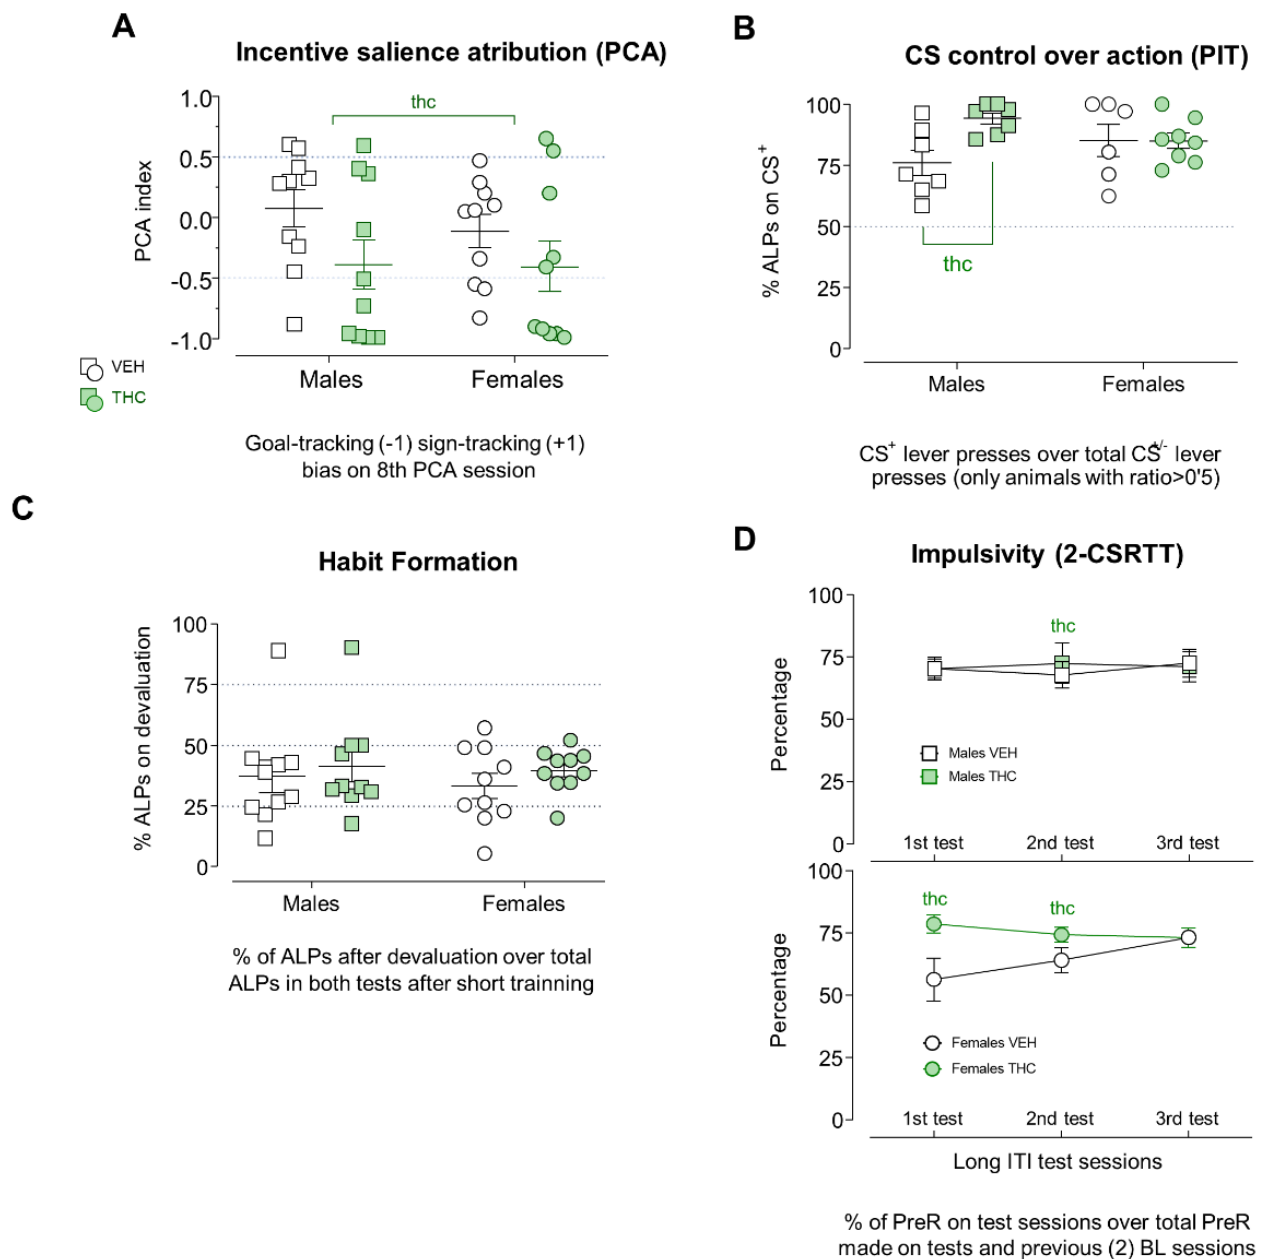 A
Incentive salience atribution (PCA)
thc
1.0
0.5
0.0
-0.5
-1.0
PCA index
Males
Females
VEH
THC
Goal-tracking (-1) sign-tracking (+1)
bias on 8th PCA session
B
CS control over action (PIT)
100
75
50
25
0
% ALPs on CS+
thc
Males
Females
CS+ lever presses over total CS+/- lever
presses (only animals with ratio>0'5)
C
Habit Formation
100
75
50
25
0
% ALPs on devaluation
Males
Females
% of ALPs after devaluation over total
ALPs in both tests after short trainning
D
Impulsivity (2-CSRTT)
100
75
50
25
0
Percentage
thc
Males VEH
Males THC
1st test
2nd test
3rd test
100
75
50
25
0
Percentage
thc
thc
Females VEH
Females THC
1st test
2nd test
3rd test
Long ITI test sessions
% of PreR on test sessions over total PreR
made on tests and previous (2) BL sessions